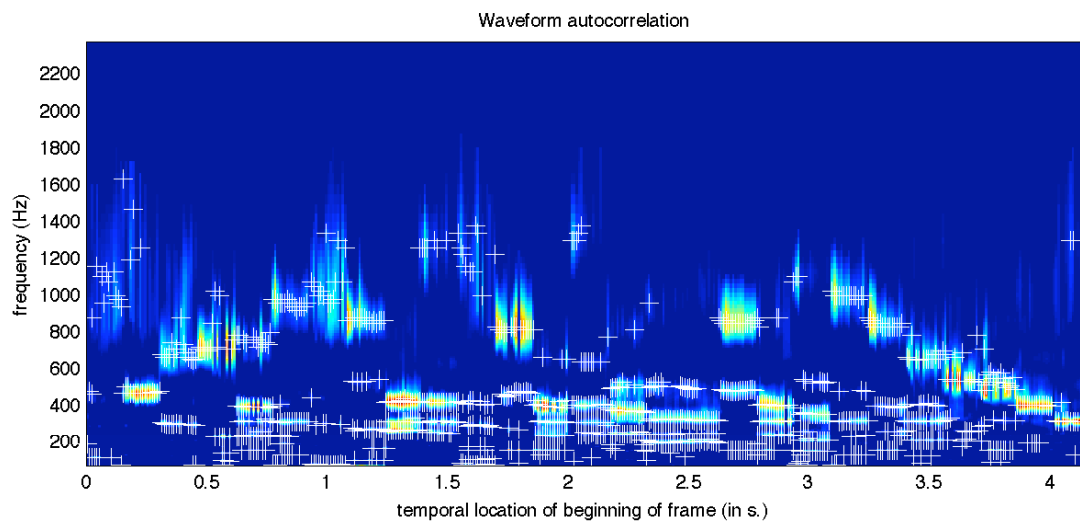 Waveform autocorrelation
frequency (Hz)
2200
2000
1800
1600
1400
1200
1000
800
600
400
200
0 0.5 1 1.5 2 2.5 3 3.5 4
temporal location of beginning of frame (in s.)